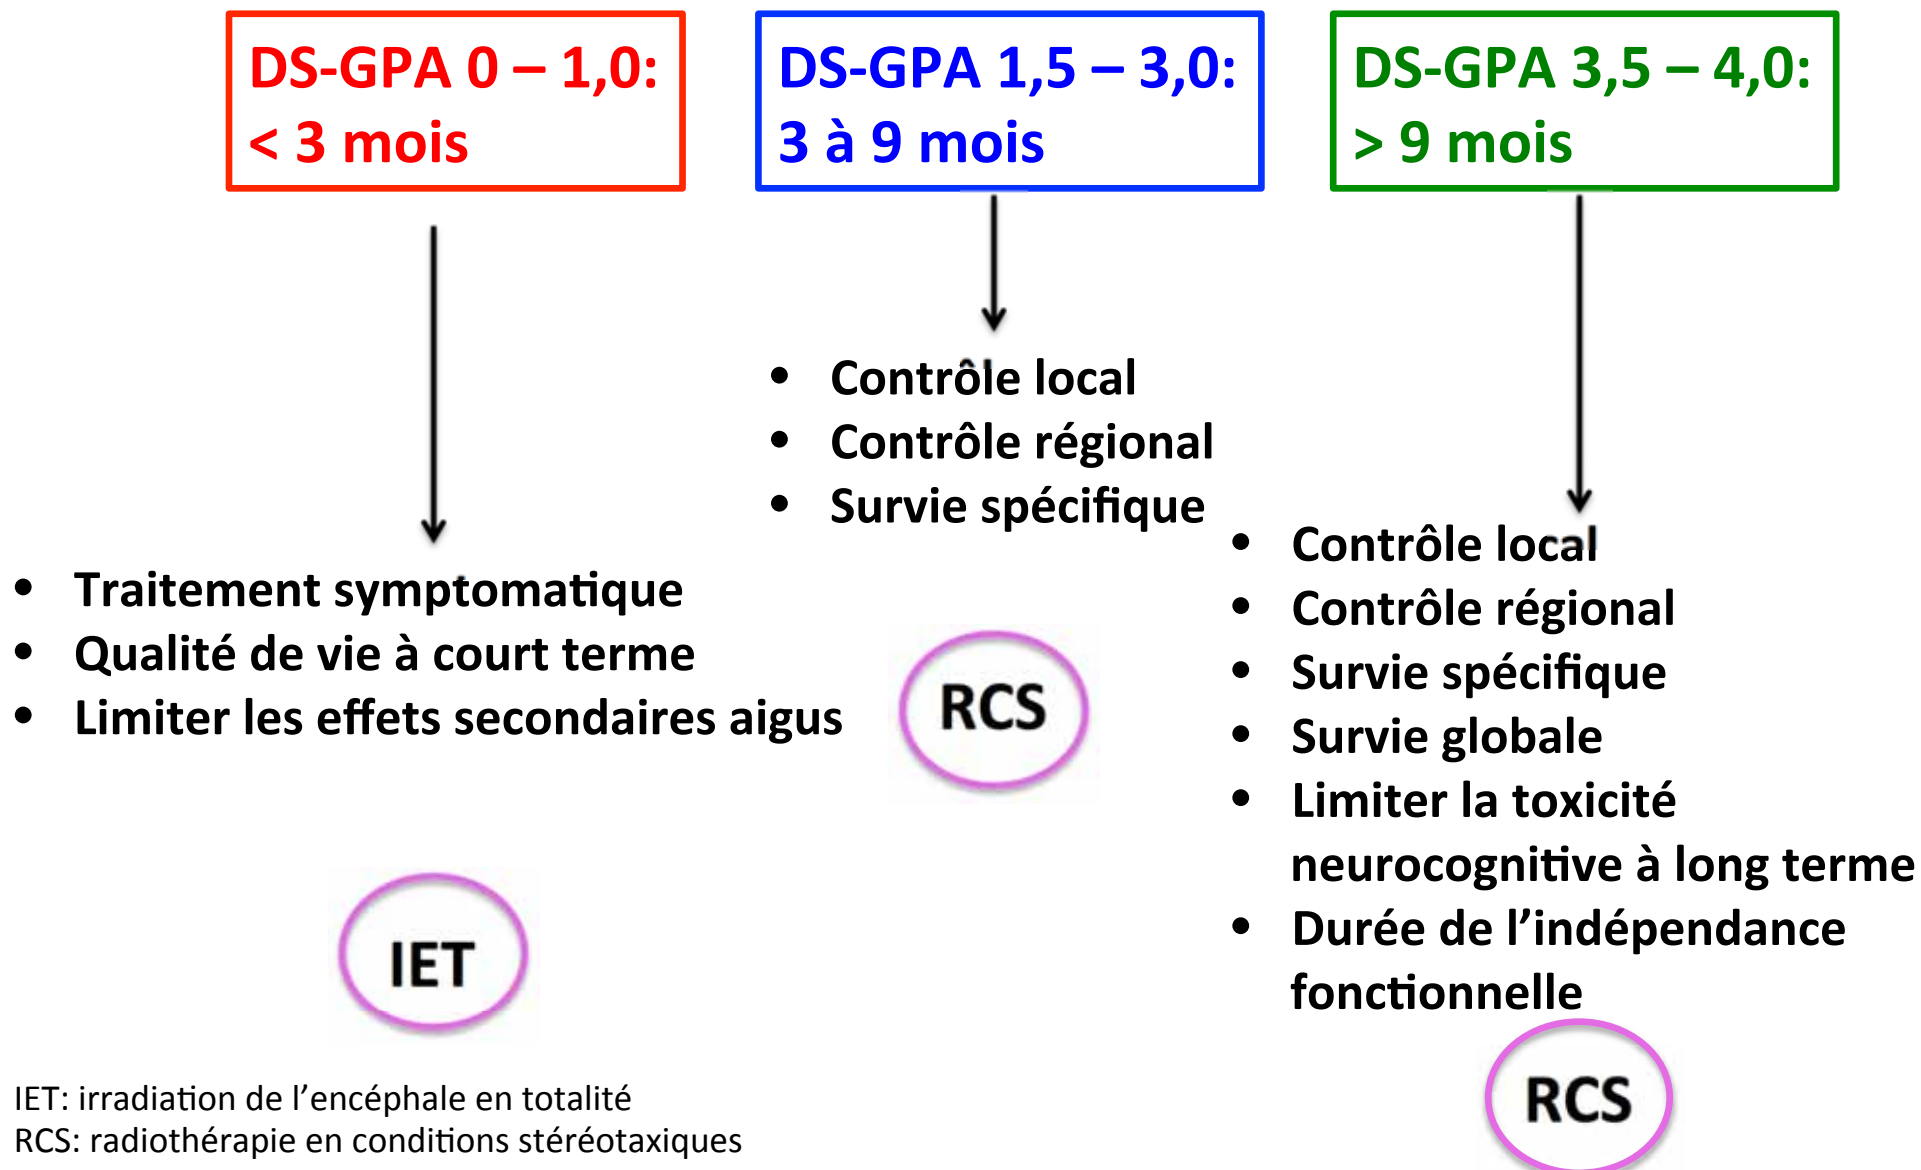 DS-GPA 0 – 1,0:
< 3 mois
DS-GPA 1,5 – 3,0:
3 à 9 mois
DS-GPA 3,5 – 4,0:
> 9 mois
• Traitement symptomatique
• Qualité de vie à court terme
• Limiter les effets secondaires aigus
IET
• Contrôle local
• Contrôle régional
• Survie spécifique
RCS
• Contrôle local
• Contrôle régional
• Survie spécifique
• Survie globale
• Limiter la toxicité
neurocognitive à long terme
• Durée de l’indépendance
fonctionnelle
RCS
IET: irradiation de l’encéphale en totalité
RCS: radiothérapie en conditions stéréotaxiques